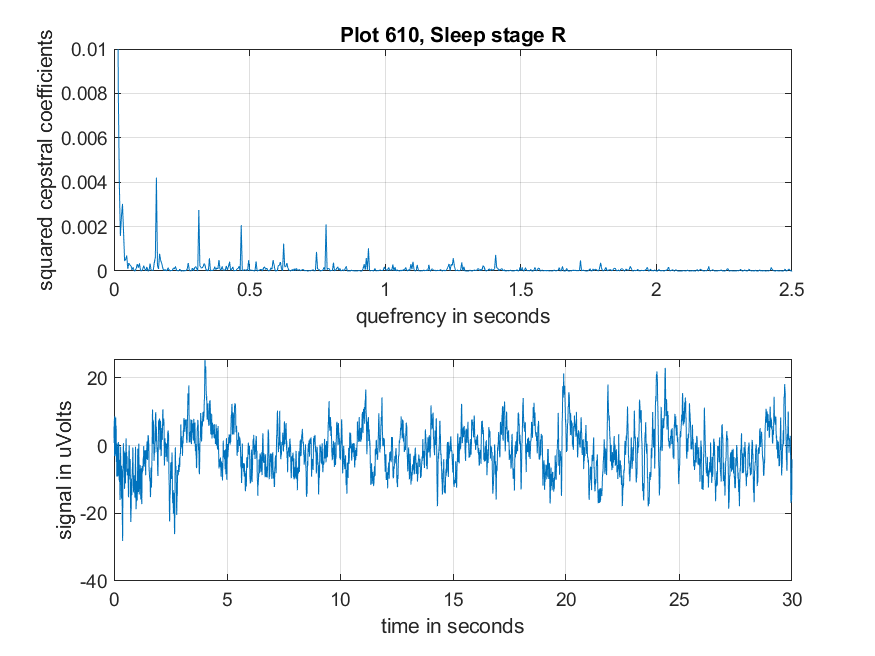 Plot 610, Sleep stage R
squared cepstral coefficients
0.01
0.008
0.006
0.004
0.002
0
0 0.5 1 1.5 2 2.5
quefrency in seconds
signal in uVolts
20
0
-20
-40
0 5 10 15 20 25 30
time in seconds